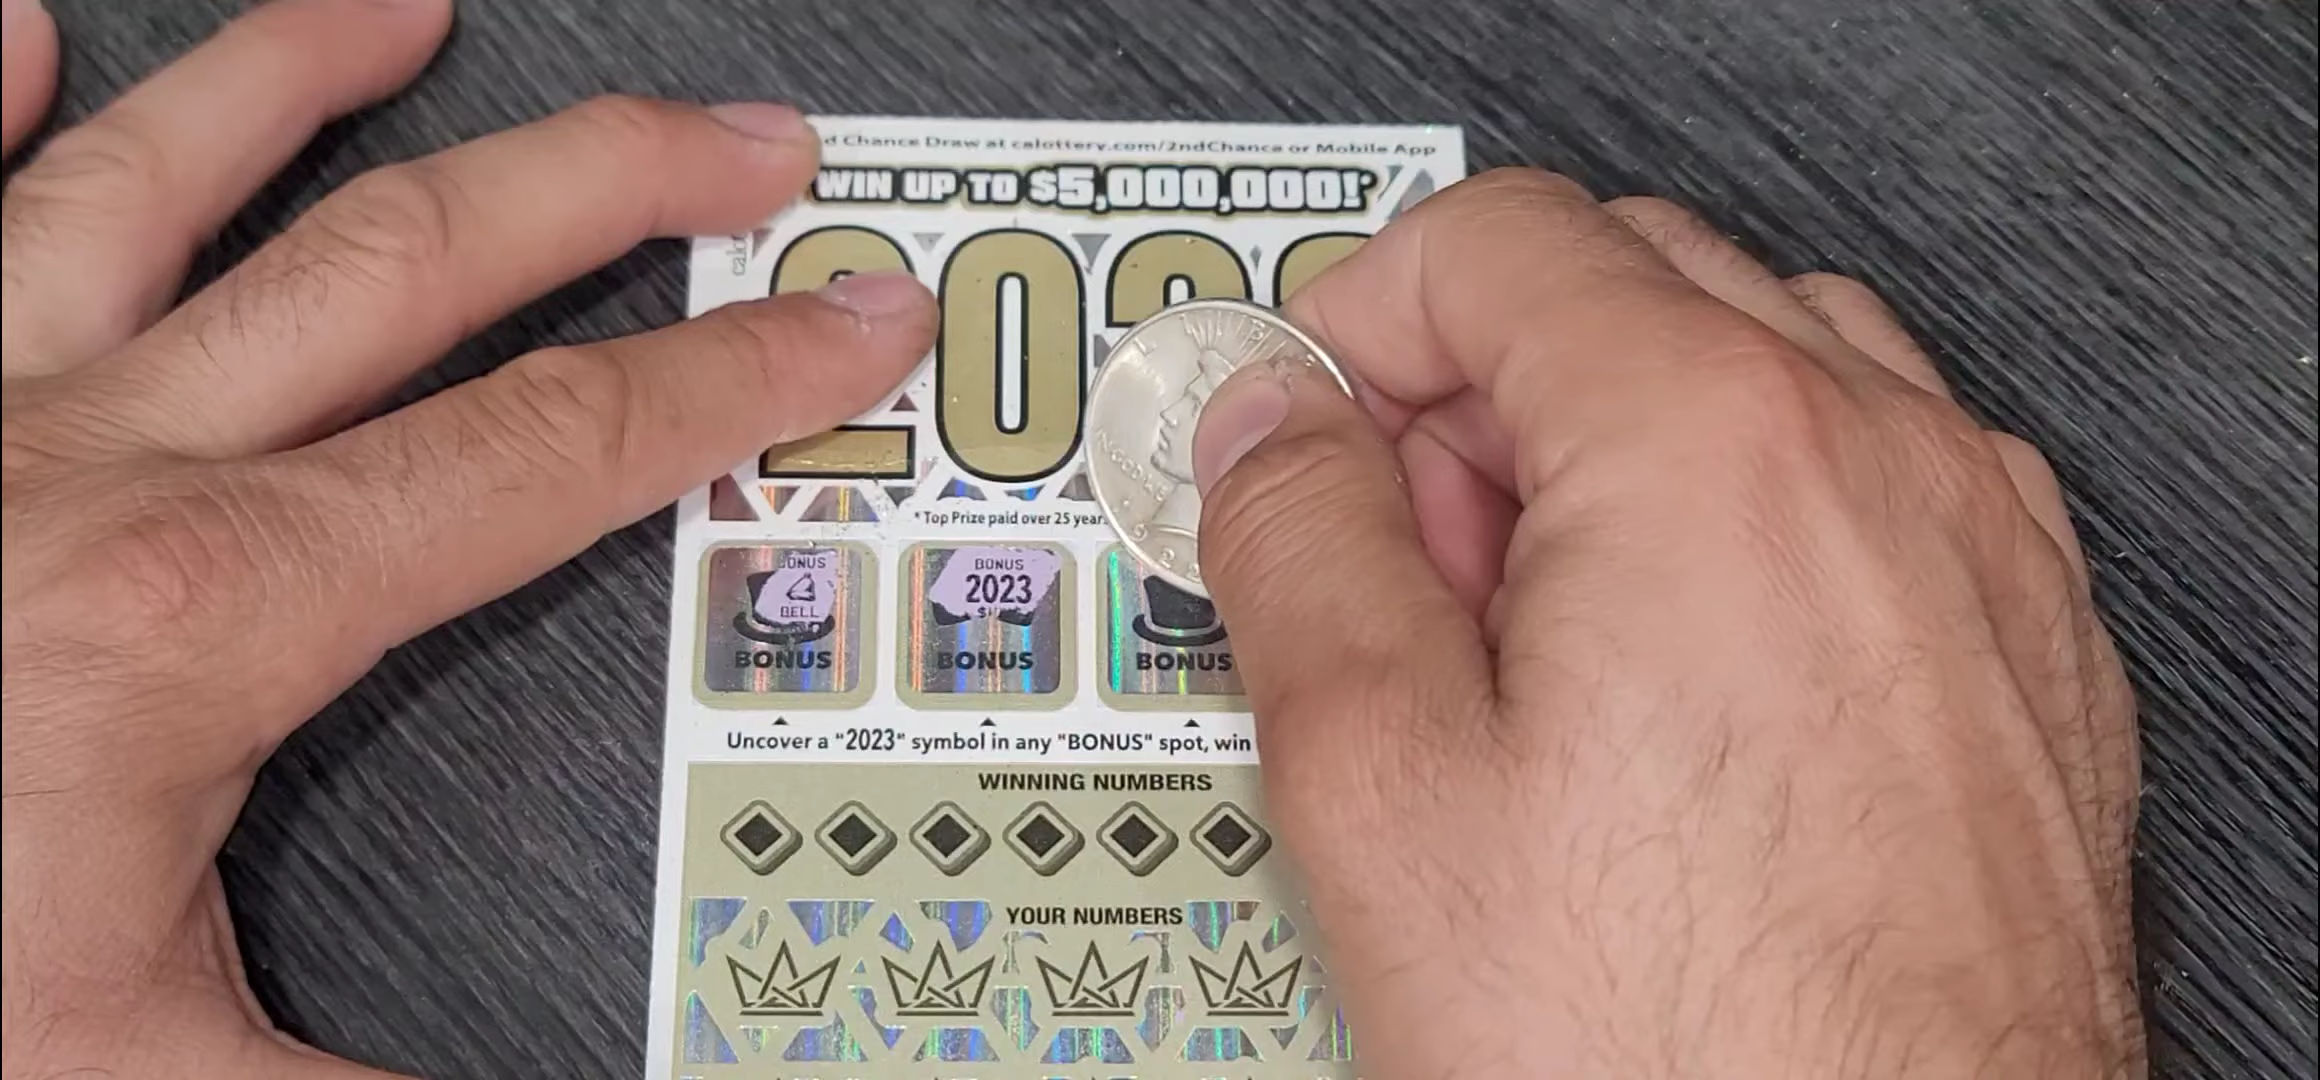 d Chance Draw at calottery.com/2ndChance or Mobile App
WIN UP TO $5,000,000!*
202
* Top Prize paid over 25 year
BONUS
BELL
BONUS
BONUS
2023
BONUS
BONUS
Uncover a "2023" symbol in any "BONUS" spot, win
WINNING NUMBERS
YOUR NUMBERS